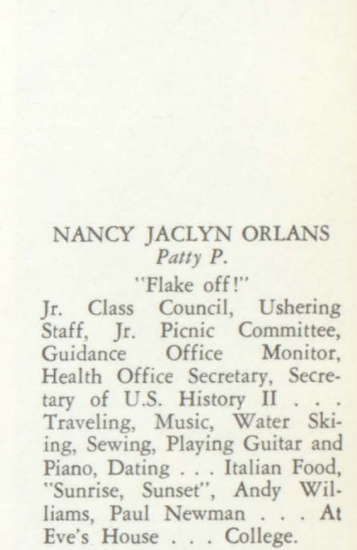 NANCY JACLYN ORLANS
Patty P.
"Flake off!"
Jr. Class Council, Ushering
Staff, Jr. Picnic Committee,
Guidance Office Monitor,
Health Office Secretary, Secre-
tary of U.S. History II . . .
Traveling, Music, Water Ski-
ing, Sewing, Playing Guitar and
Piano, Dating . . . Italian Food,
"Sunrise, Sunset", Andy Wil-
liams, Paul Newman . . . At
Eve's House . . . College.